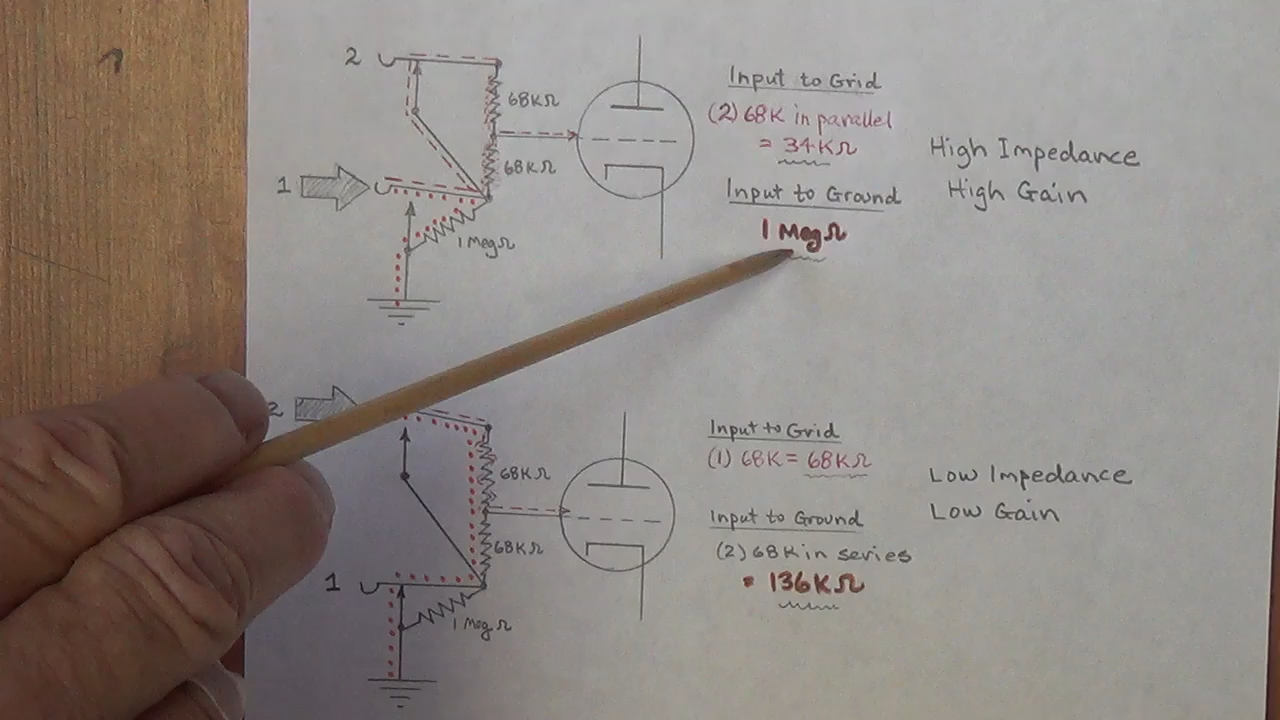 2
68KΩ
68KΩ
1
1 MegΩ
Input to Grid
(2) 68K in parallel
= 34KΩ
Input to Ground
1 MegΩ
High Impedance
High Gain
2
68KΩ
68KΩ
1
1 MegΩ
Input to Grid
(1) 68K = 68KΩ
Input to Ground
(2) 68K in series
= 136KΩ
Low Impedance
Low Gain